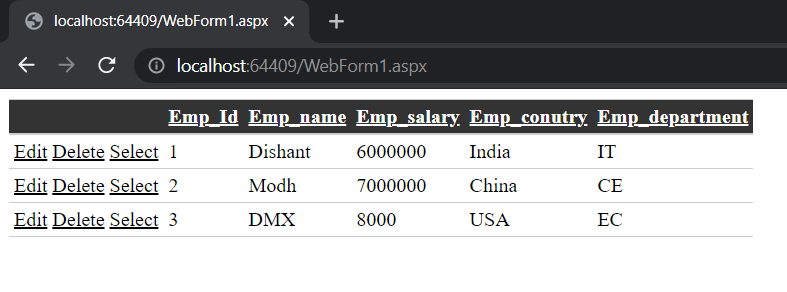 localhost:64409/WebForm1.aspx
localhost:64409/WebForm1.aspx
Emp_Id Emp_name Emp_salary Emp_conutry Emp_department
Edit Delete Select 1 Dishant 6000000 India IT
Edit Delete Select 2 Modh 7000000 China CE
Edit Delete Select 3 DMX 8000 USA EC